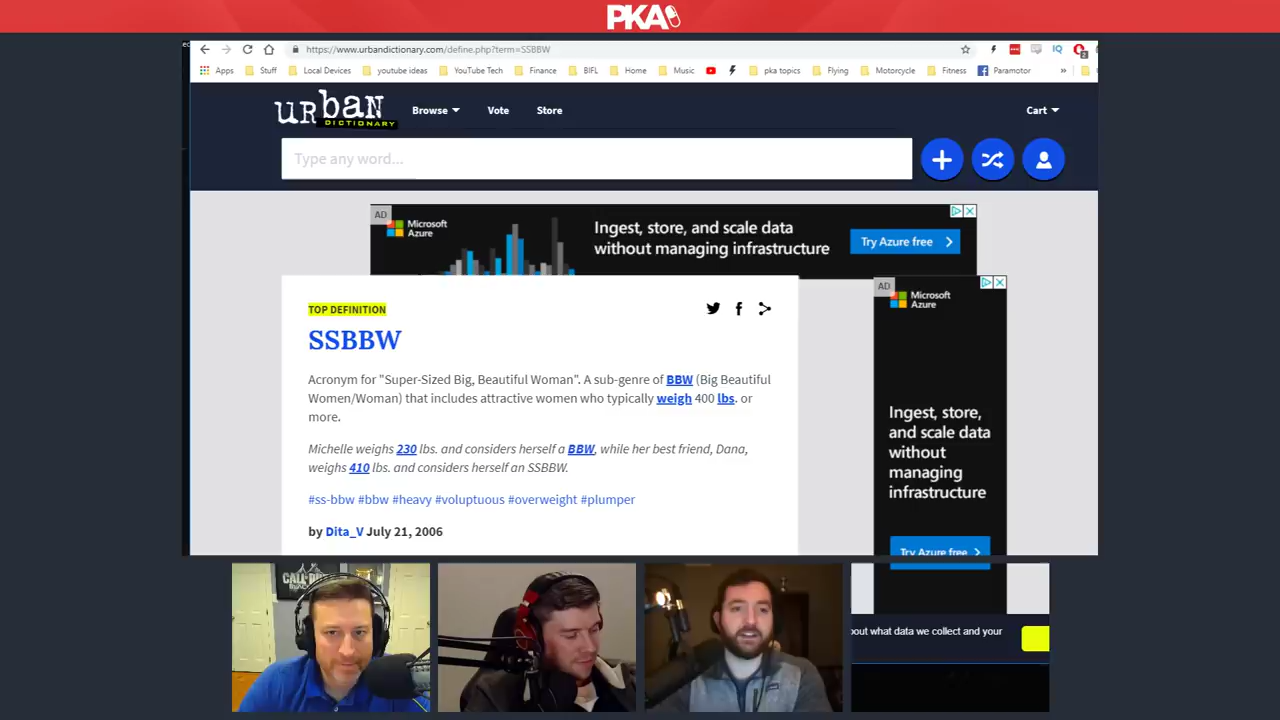 PKA
https://www.urbandictionary.com/define.php?term=SSBBW
IQ
2
Apps Stuff Local Devices youtube ideas YouTube Tech Finance BIFL Home Music pka topics Flying Motorcycle Fitness Paramotor »
urban
DICTIONARY
Browse Vote Store Cart
Type any word...
AD
Microsoft
Azure
Ingest, store, and scale data
without managing infrastructure
Try Azure free
TOP DEFINITION
SSBBW
Acronym for "Super-Sized Big, Beautiful Woman". A sub-genre of BBW (Big Beautiful
Women/Woman) that includes attractive women who typically weigh 400 lbs. or
more.
Michelle weighs 230 lbs. and considers herself a BBW, while her best friend, Dana,
weighs 410 lbs. and considers herself an SSBBW.
#ss-bbw #bbw #heavy #voluptuous #overweight #plumper
by Dita_V July 21, 2006
AD
Microsoft
Azure
Ingest, store,
and scale data
without
managing
infrastructure
Try Azure free
CALL OF DUTY
BLACK
out what data we collect and your